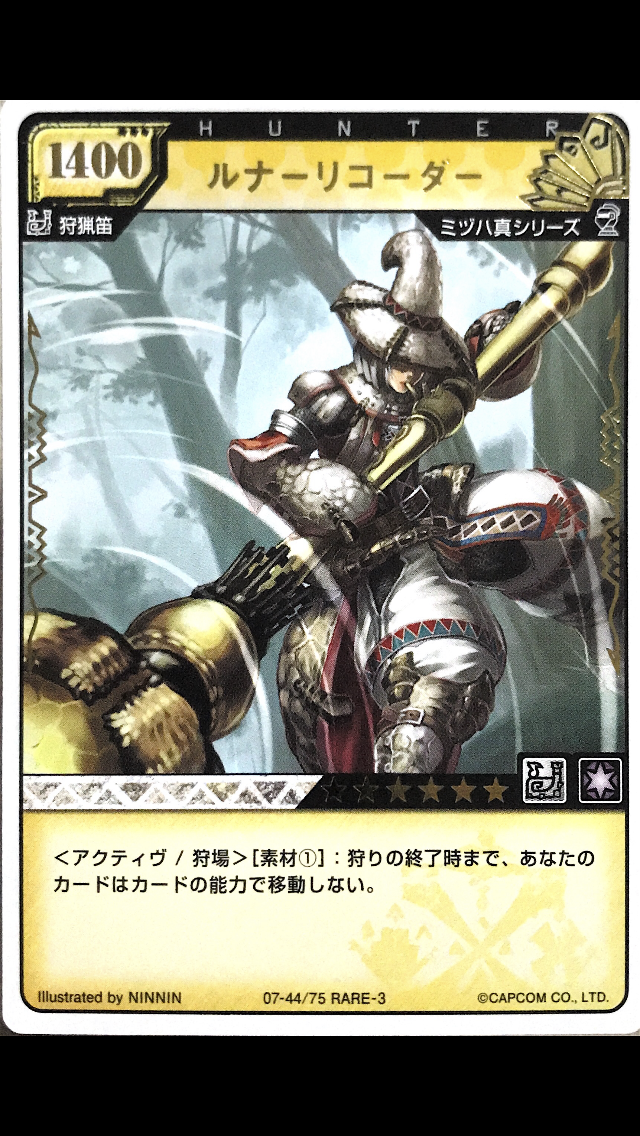 HUNTER
1400
ルナーリコーダー
狩猟笛
ミヅハ真シリーズ
＜アクティヴ / 狩場＞[素材①]：狩りの終了時まで、あなたの
カードはカードの能力で移動しない。
Illustrated by NINNIN 07-44/75 RARE-3 ©CAPCOM CO., LTD.